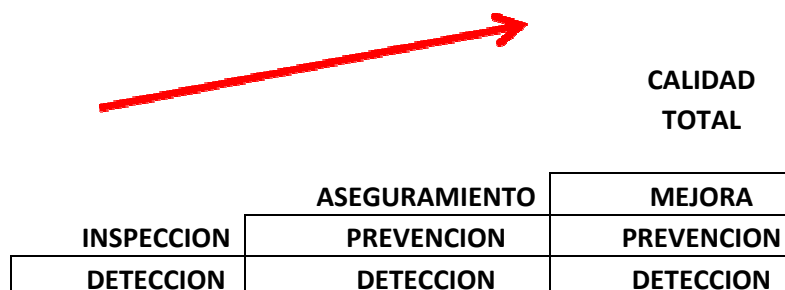 CALIDAD
TOTAL
ASEGURAMIENTO MEJORA
INSPECCION PREVENCION PREVENCION
DETECCION DETECCION DETECCION